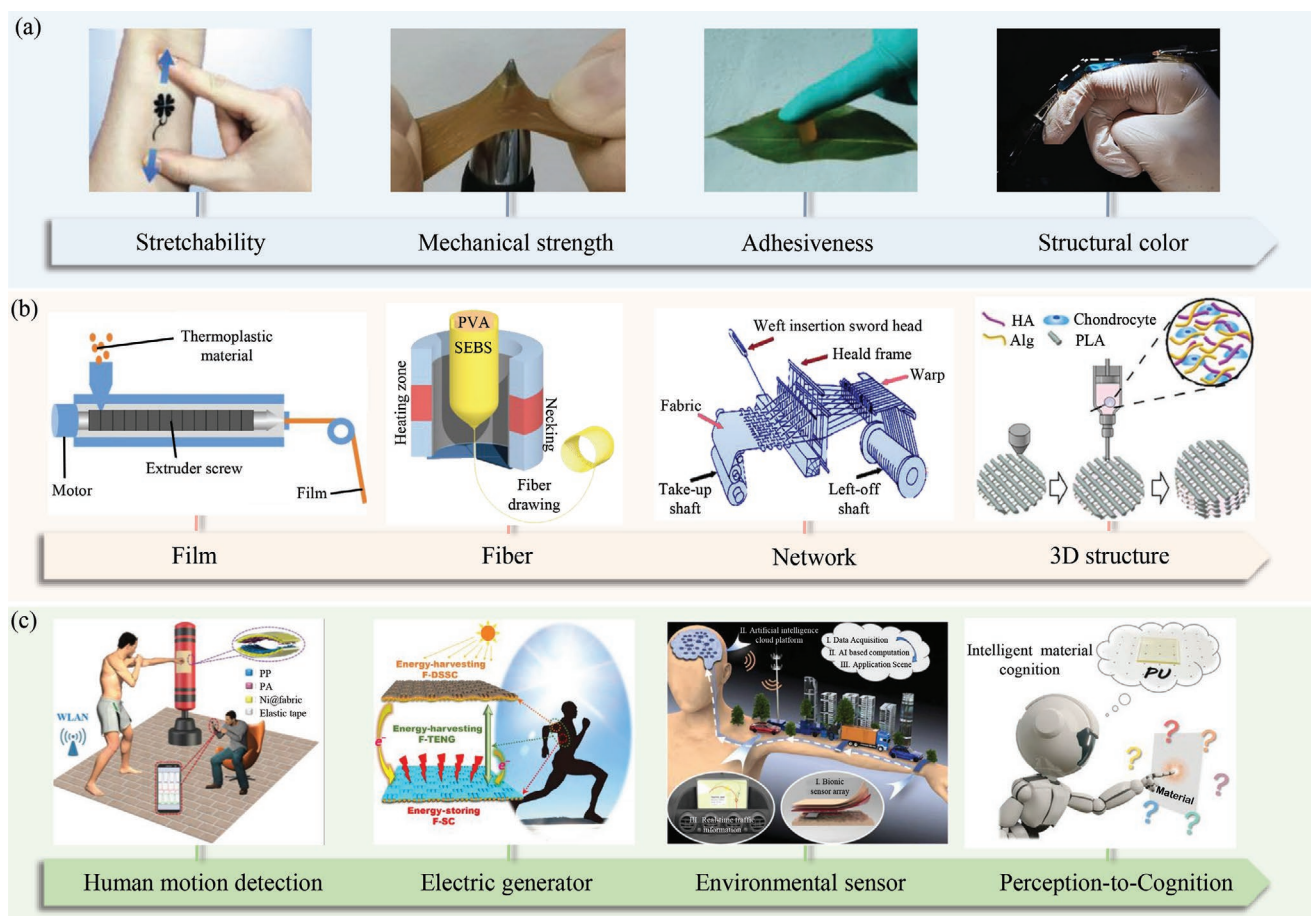 (a)
Stretchability
Mechanical strength
Adhesiveness
Structural color
(b)
Thermoplastic
material
Motor
Extruder screw
Film
PVA
SEBS
Heating zone
Necking
Fiber
drawing
Weft insertion sword head
Heald frame
Warp
Fabric
Take-up
shaft
Left-off
shaft
HA
Chondrocyte
Alg
PLA
Film
Fiber
Network
3D structure
(c)
PP
PA
Ni@fabric
Elastic tape
WLAN
Energy-harvesting
F-DSSC
Energy-harvesting
F-TENG
e-
e-
Energy-storing
F-SC
II. Artificial intelligence
cloud platform
I. Data Acquisition
II. AI based computation
III. Application Scene
I. Bionic
sensor array
III. Real-time traffic
information
Intelligent material
cognition
PU
? ? ? ? ? ?
Material
Human motion detection
Electric generator
Environmental sensor
Perception-to-Cognition